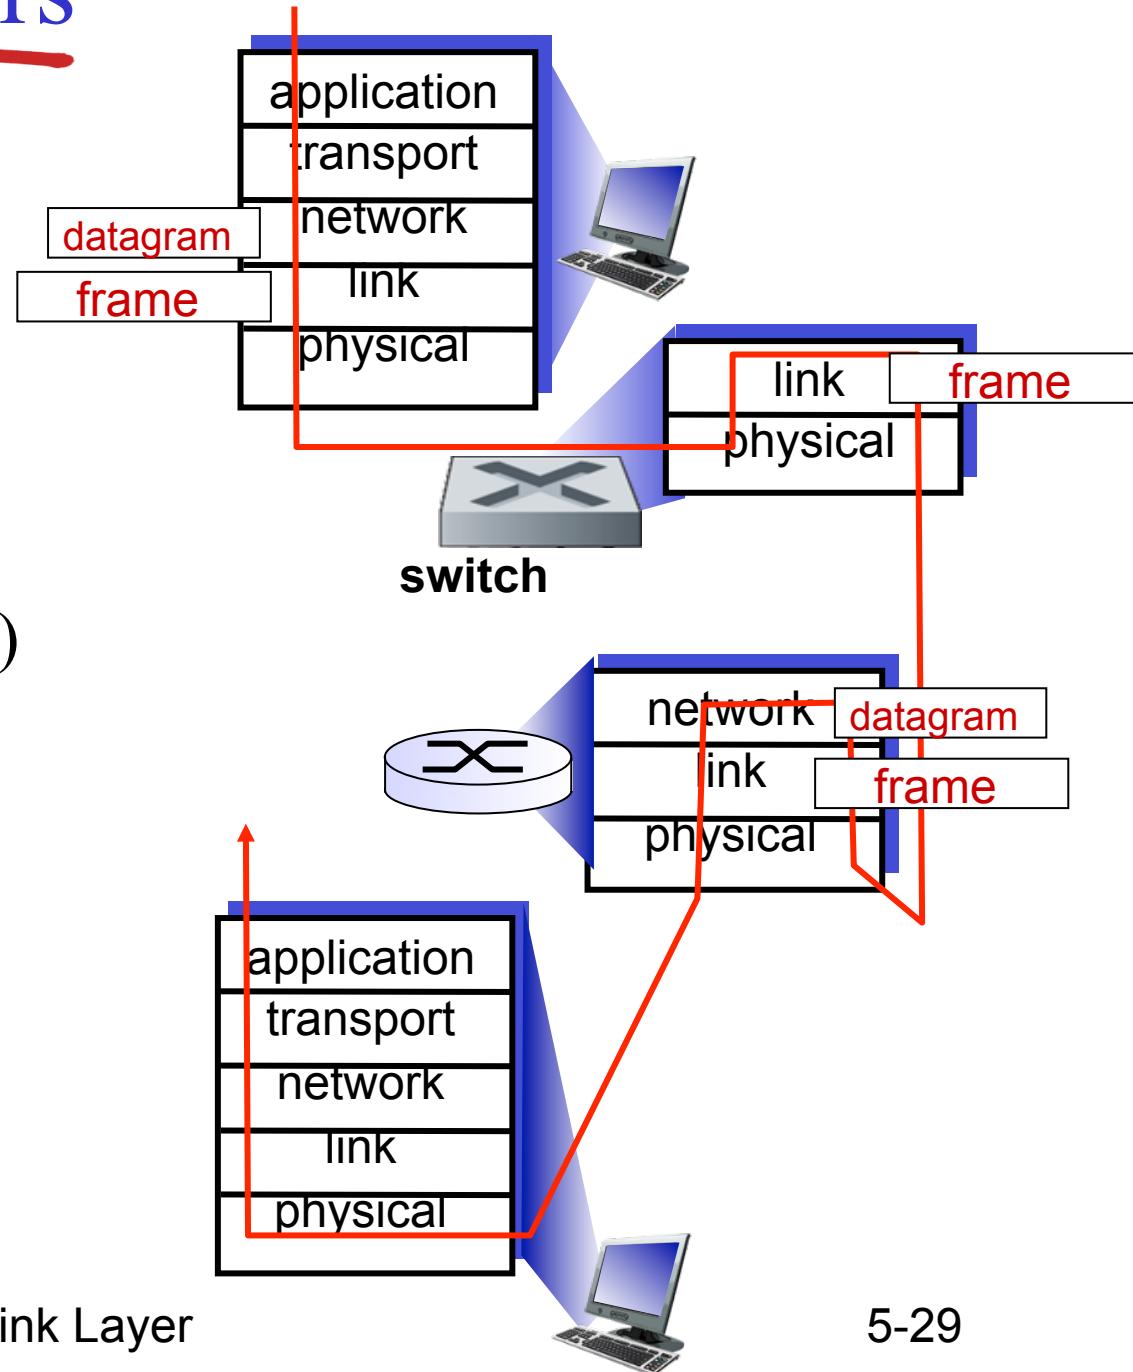 rs
application
transport
network
datagram
link
frame
physical
link
frame
physical
switch
)
network
datagram
link
frame
physical
application
transport
network
link
physical
ink Layer
5-29